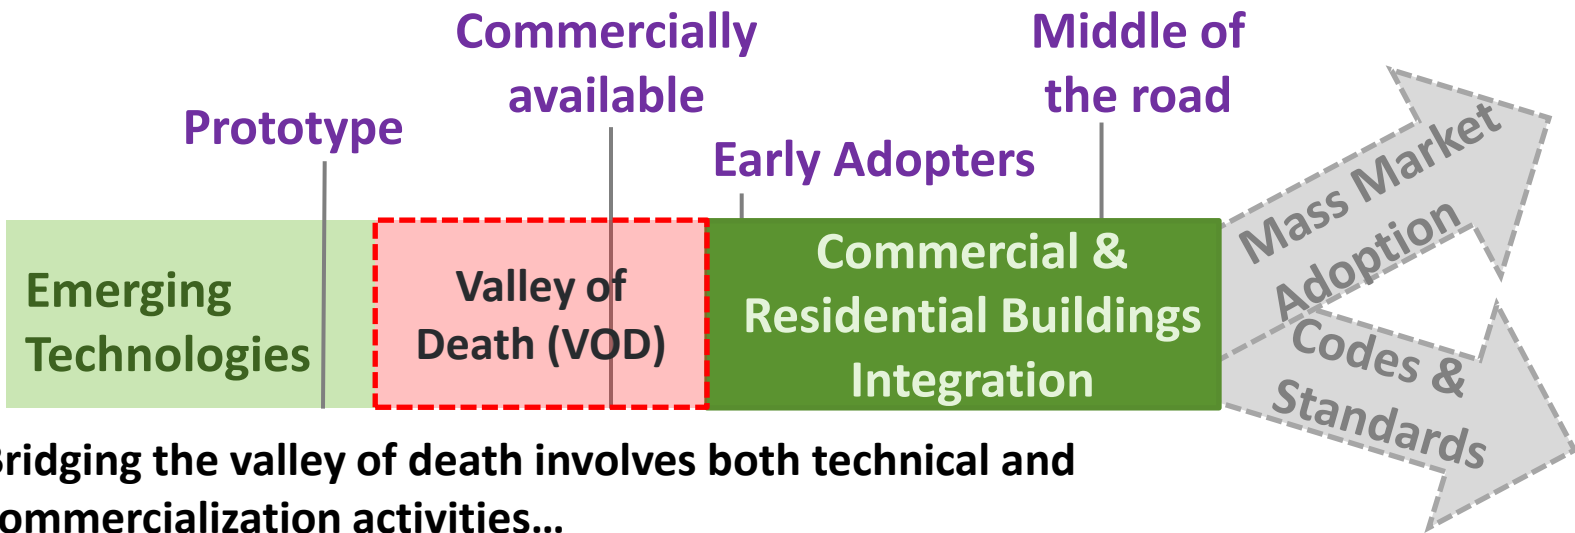 Commercially
available
Middle of
the road
Prototype
Early Adopters
Emerging
Technologies
Valley of
Death (VOD)
Commercial &
Residential Buildings
Integration
Mass Market
Adoption
Codes &
Standards
ridging the valley of death involves both technical and
ommercialization activities…